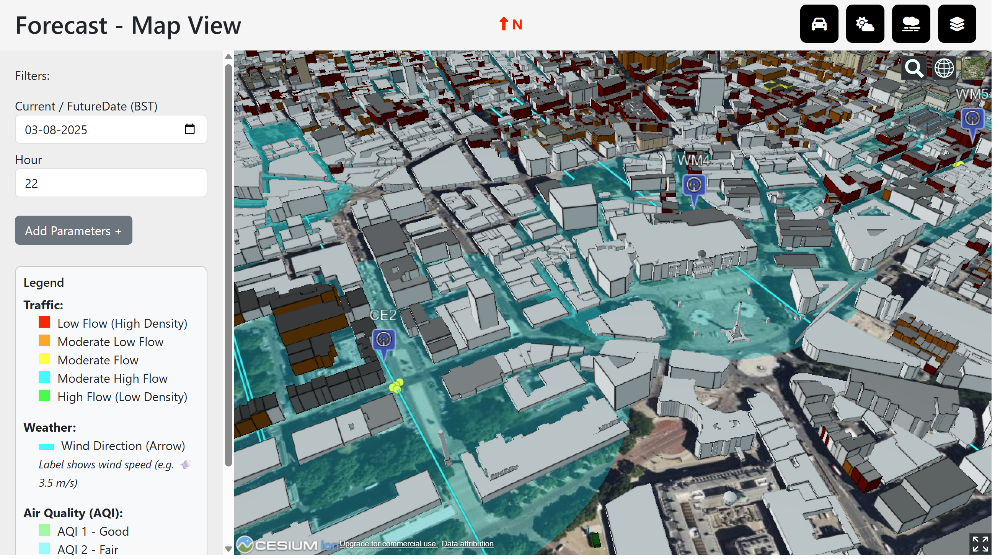 Forecast - Map View
N
Filters:
Current / FutureDate (BST)
03-08-2025
Hour
22
Add Parameters +
Legend
Traffic:
Low Flow (High Density)
Moderate Low Flow
Moderate Flow
Moderate High Flow
High Flow (Low Density)
Weather:
Wind Direction (Arrow)
Label shows wind speed (e.g.
3.5 m/s)
Air Quality (AQI):
AQI 1 - Good
AQI 2 - Fair
WM5
WM4
CE2
CESIUM ion
Upgrade for commercial use. Data attribution